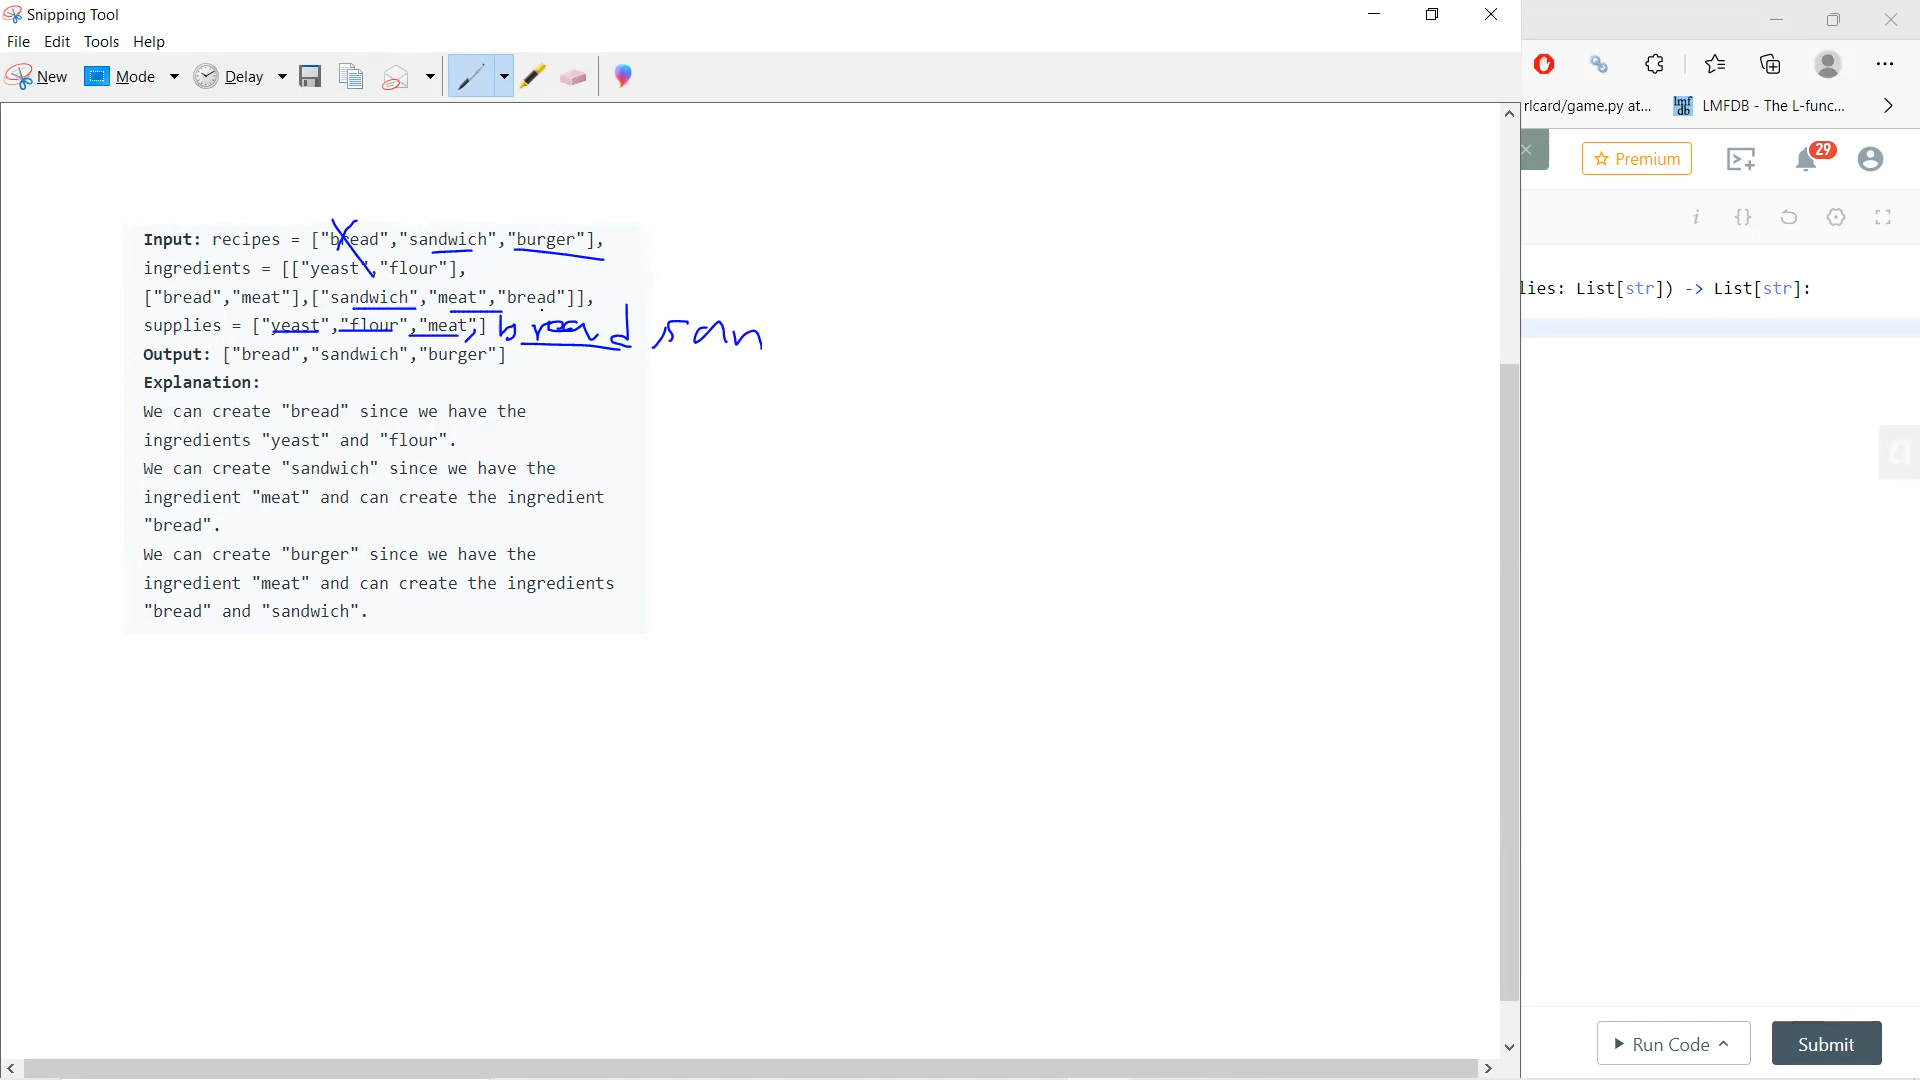 Snipping Tool
File Edit Tools Help
New Mode Delay
rlcard/game.py at... LMFDB - The L-func...
Premium 29
lies: List[str]) -> List[str]:
Input: recipes = ["bread","sandwich","burger"],
ingredients = [["yeast","flour"],
["bread","meat"],["sandwich","meat","bread"]],
supplies = ["yeast","flour","meat"], bread san
Output: ["bread","sandwich","burger"]
Explanation:
We can create "bread" since we have the
ingredients "yeast" and "flour".
We can create "sandwich" since we have the
ingredient "meat" and can create the ingredient
"bread".
We can create "burger" since we have the
ingredient "meat" and can create the ingredients
"bread" and "sandwich".
Run Code Submit